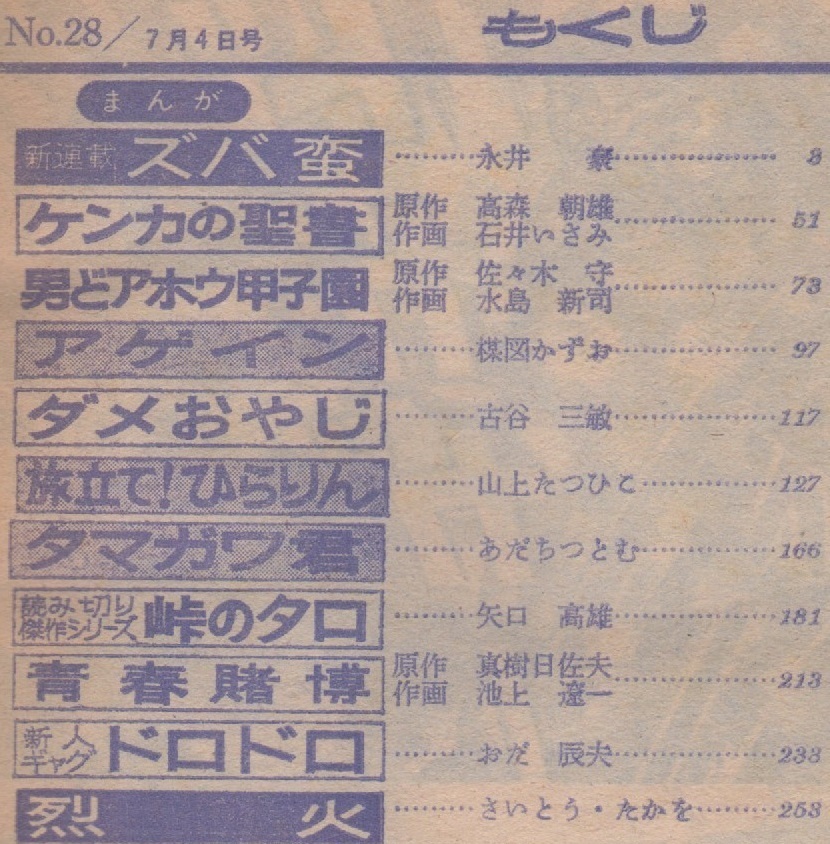 もくじ
No.28/7月4日号
まんが
新連載 ズバ蛮 ………永井 豪……………… 8
ケンカの聖書 原作 高森 朝雄
作画 石井いさみ ……………… 51
男どアホウ甲子園 原作 佐々木 守
作画 水島 新司 ……………… 73
アゲイン ………楳図かずお……………… 97
ダメおやじ ………古谷 三敏………………117
旅立て!ひらりん ………山上たつひこ……………127
タマガワ君 ………あだちつとむ……………166
読み切り
傑作シリーズ 峠のタロ ………矢口 高雄………………181
青春賭博 原作 真樹日佐夫
作画 池上 遼一 ………………213
新人
ギャグ ドロドロ ………おだ 辰夫………………233
烈火 ………さいとう・たかを………253